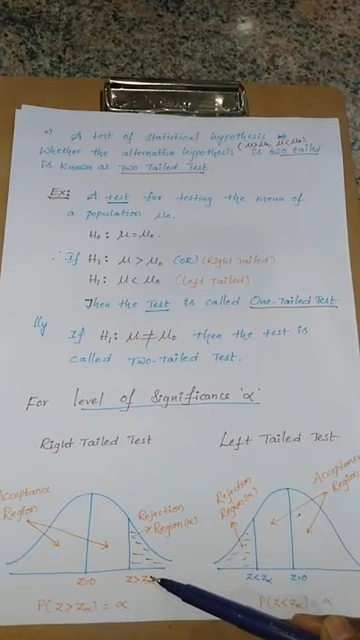 A test of Statistical hypothesis
Whether the alternative hypothesis (μ>μ₀, μ<μ₀) is two tailed
is known as Two Tailed Test.
Ex: A test for testing the mean of
a population μ₀.
H₀ : μ = μ₀.
∴ If H₁ : μ > μ₀ (OR) (Right Tailed)
H₁ : μ < μ₀ (Left Tailed)
Then the Test is called One-Tailed Test
lly If H₁ : μ ≠ μ₀ then the test is
called Two-Tailed Test.
For level of Significance 'α'
Right Tailed Test
Left Tailed Test
Acceptance
Region
Rejection
Region(α)
z=0
P(z > zα) = α
Rejection
Region(α)
Acceptance
Region
z<zα
z=0
P(z < zα) = α